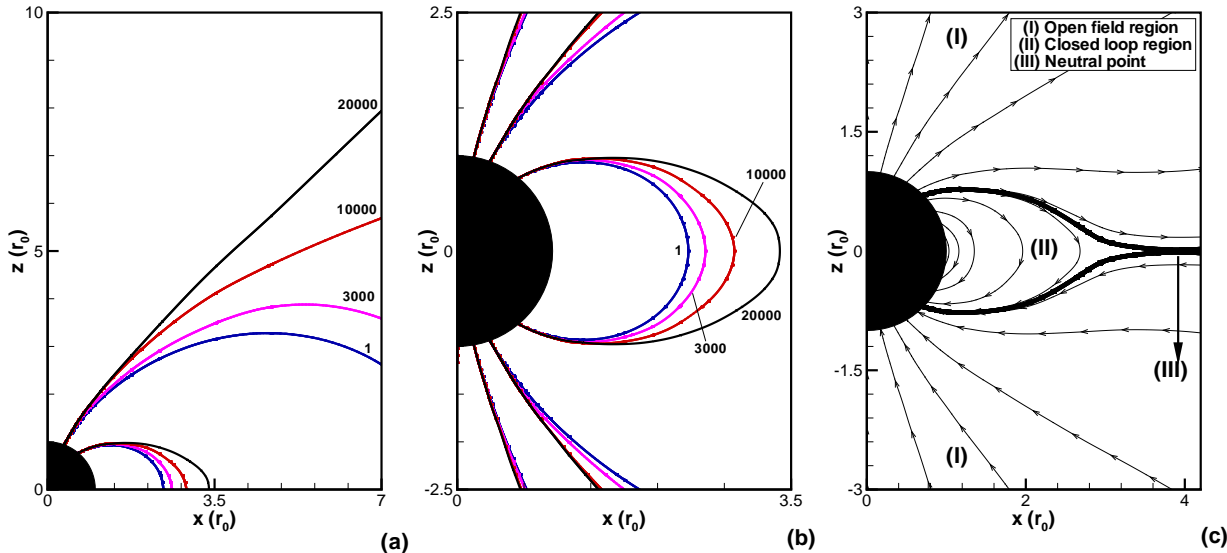 10
5
0
z (r0)
0
3.5
7
x (r0)
20000
10000
3000
1
(a)
2.5
0
-2.5
z (r0)
0
3.5
x (r0)
10000
1
20000
3000
(b)
3
1.5
0
-1.5
-3
z (r0)
0
2
4
x (r0)
(I) Open field region
(II) Closed loop region
(III) Neutral point
(I)
(II)
(III)
(I)
(c)